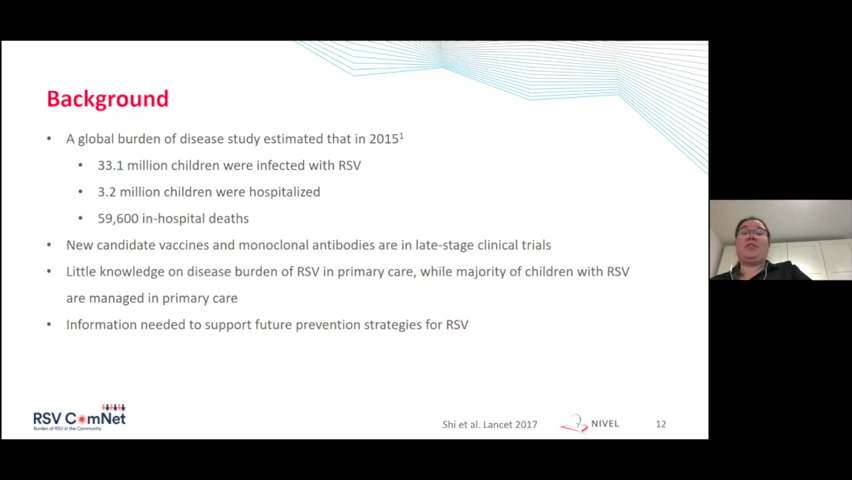 Background
• A global burden of disease study estimated that in 2015¹
• 33.1 million children were infected with RSV
• 3.2 million children were hospitalized
• 59,600 in-hospital deaths
• New candidate vaccines and monoclonal antibodies are in late-stage clinical trials
• Little knowledge on disease burden of RSV in primary care, while majority of children with RSV
are managed in primary care
• Information needed to support future prevention strategies for RSV
RSV ComNet
Burden of RSV in the Community
Shi et al. Lancet 2017
NIVEL
12